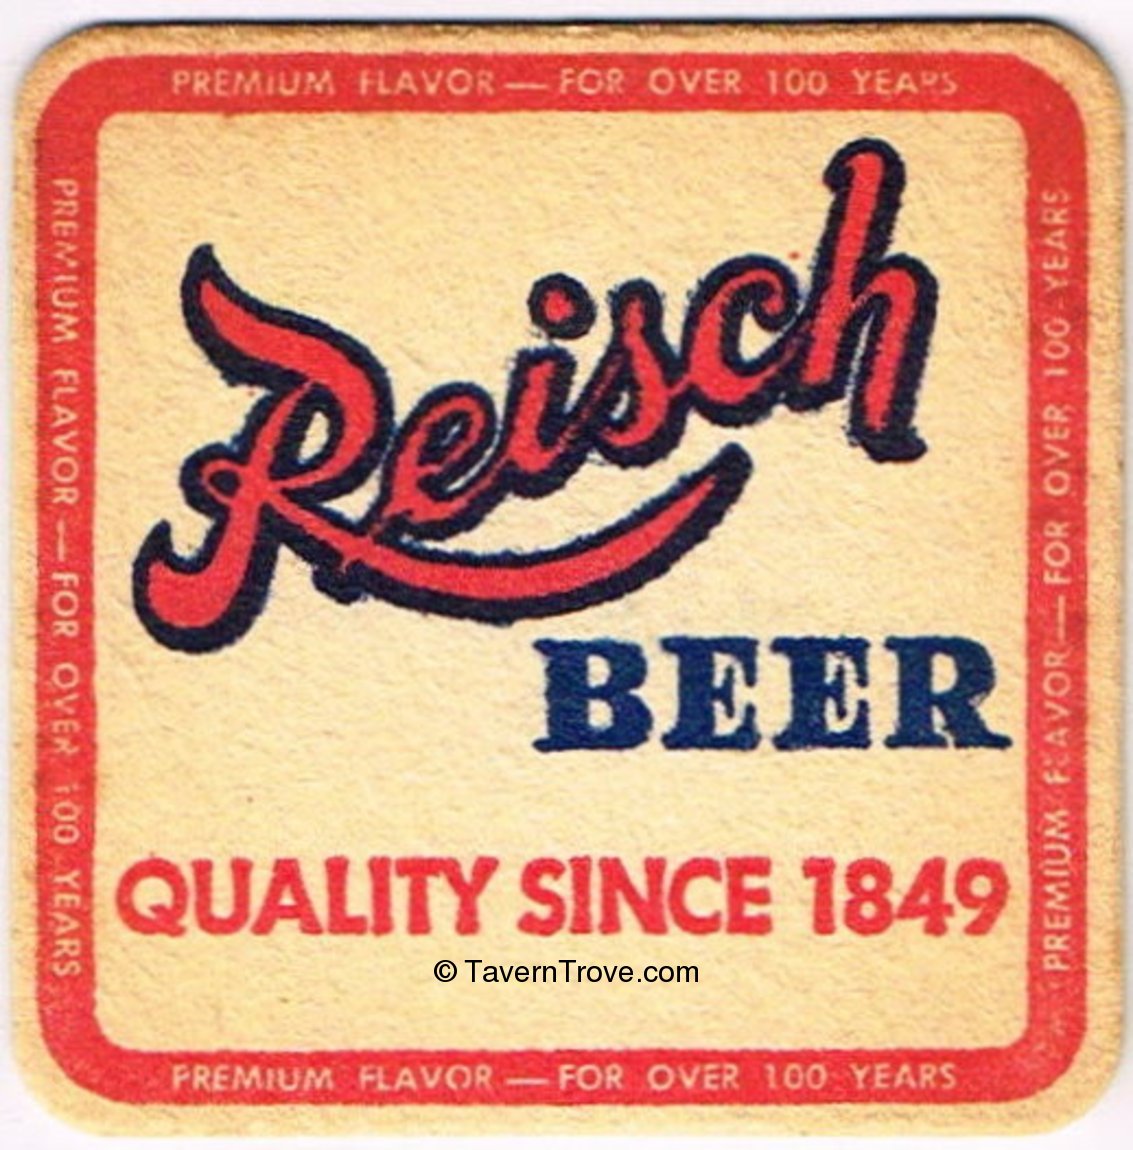 PREMIUM FLAVOR — FOR OVER 100 YEARS
PREMIUM FLAVOR — FOR OVER 100 YEARS
Reisch
BEER
QUALITY SINCE 1849
© TavernTrove.com
PREMIUM FLAVOR — FOR OVER 100 YEARS
PREMIUM FLAVOR — FOR OVER 100 YEARS